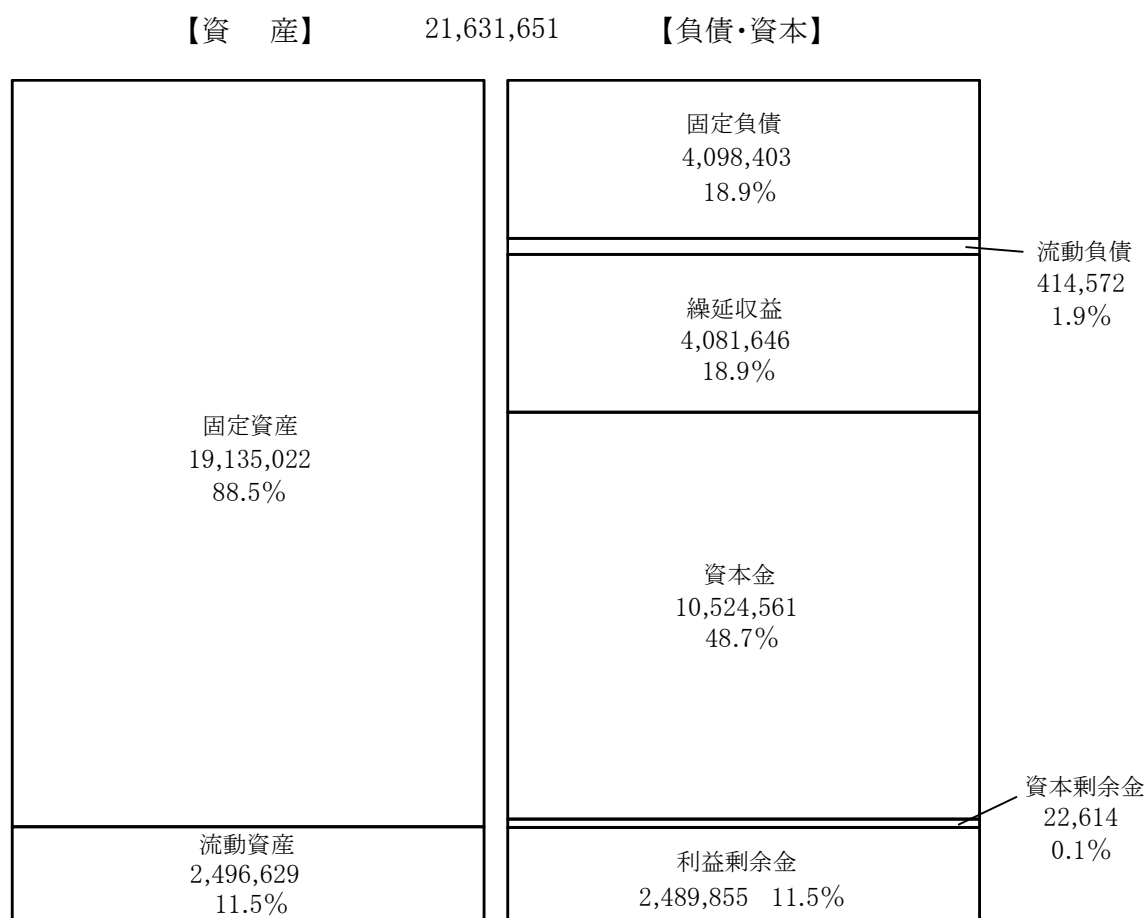 【資　産】　21,631,651　【負債・資本】
固定資産
19,135,022
88.5%
流動資産
2,496,629
11.5%
固定負債
4,098,403
18.9%
流動負債
414,572
1.9%
繰延収益
4,081,646
18.9%
資本金
10,524,561
48.7%
資本剰余金
22,614
0.1%
利益剰余金
2,489,855　11.5%